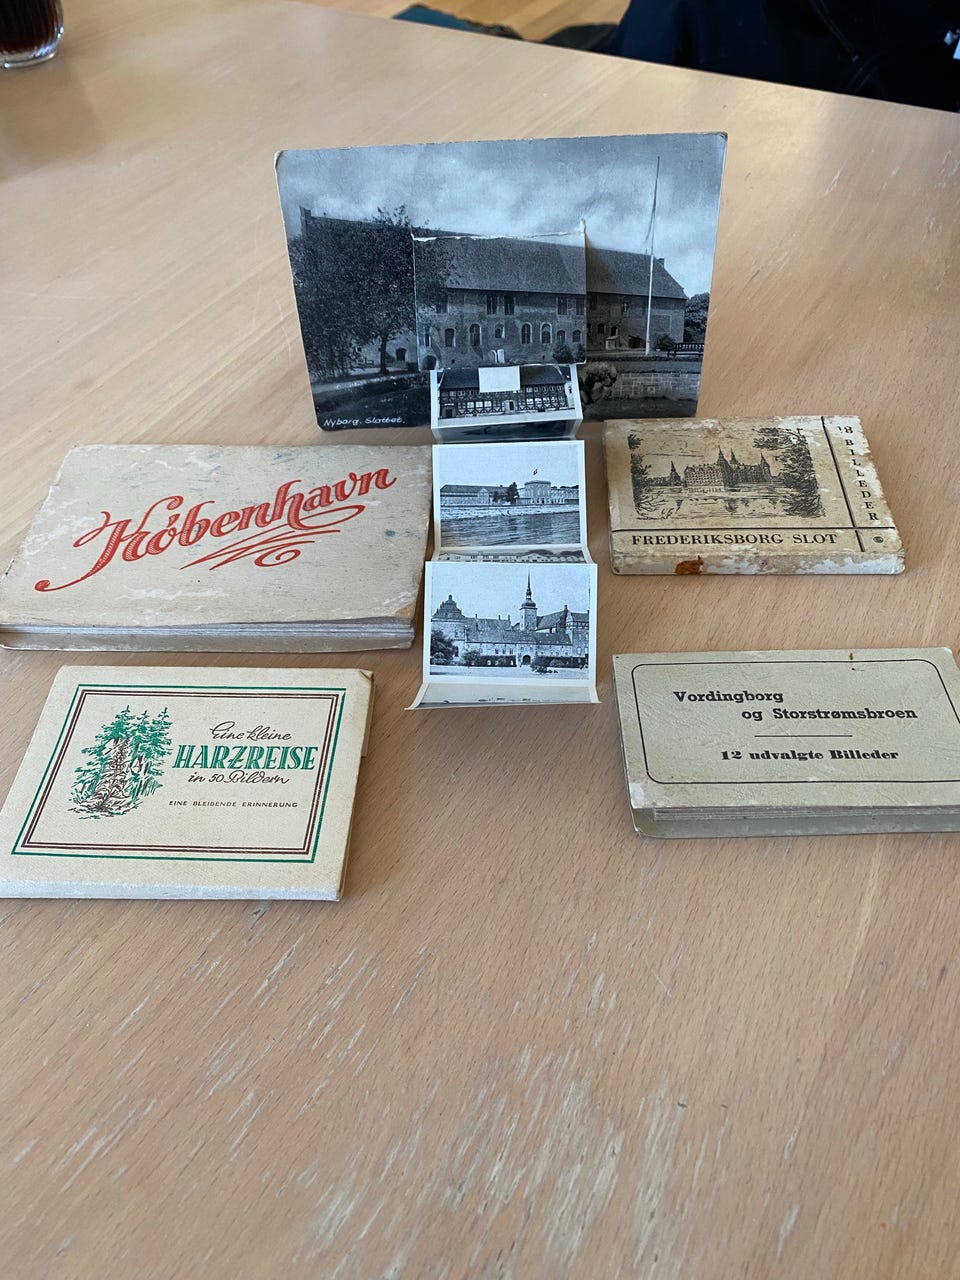 Nyborg. Slottet.
København
18 BILLEDER
FREDERIKSBORG SLOT
Eine kleine
HARZREISE
in 50 Bildern
EINE BLEIBENDE ERINNERUNG
Vordingborg
og Storstrømsbroen
12 udvalgte Billeder